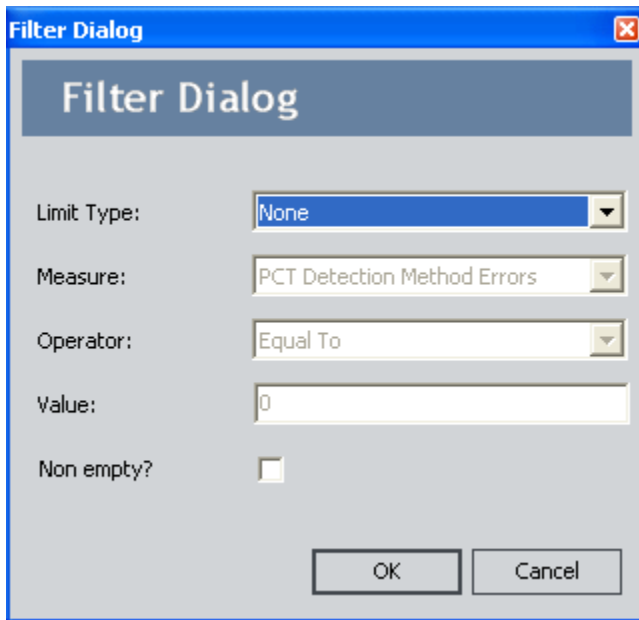 Filter Dialog
Filter Dialog
Limit Type: None
Measure: PCT Detection Method Errors
Operator: Equal To
Value: 0
Non empty?
OK Cancel